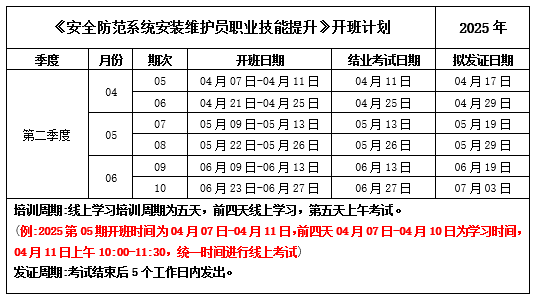 《安全防范系统安装维护员职业技能提升》开班计划 2025 年
季度 月份 期次 开班日期 结业考试日期 拟发证日期
第二季度 04 05 04 月 07 日-04 月 11 日 04 月 11 日 04 月 17 日
06 04 月 21 日-04 月 25 日 04 月 25 日 04 月 29 日
05 07 05 月 09 日-05 月 13 日 05 月 13 日 05 月 19 日
08 05 月 22 日-05 月 26 日 05 月 26 日 05 月 29 日
06 09 06 月 09 日-06 月 13 日 06 月 13 日 06 月 19 日
10 06 月 23 日-06 月 27 日 06 月 27 日 07 月 03 日
培训周期:线上学习培训周期为五天，前四天线上学习，第五天上午考试。
(例:2025 第 05 期开班时间为 04 月 07 日-04 月 11 日,前四天 04 月 07 日-04 月 10 日为学习时间,
04 月 11 日上午 10:00-11:30，统一时间进行线上考试)
发证周期:考试结束后 5 个工作日内发出。